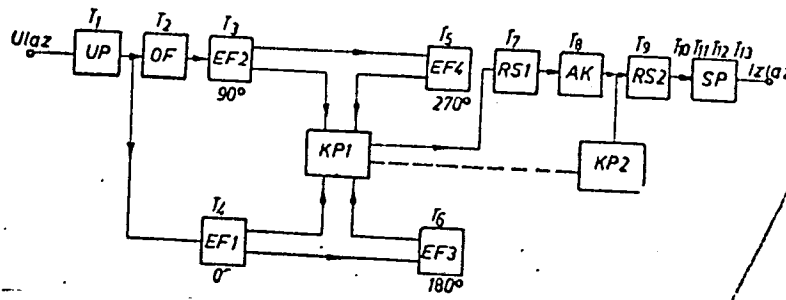 Ulaz
T1
UP
T2
OF
T3
EF2
90°
T5
EF4
270°
T7
RS1
T8
AK
T9
RS2
T10 T11 T12 T13
SP
Izlaz
KP1
KP2
T4
EF1
0°
T6
EF3
180°